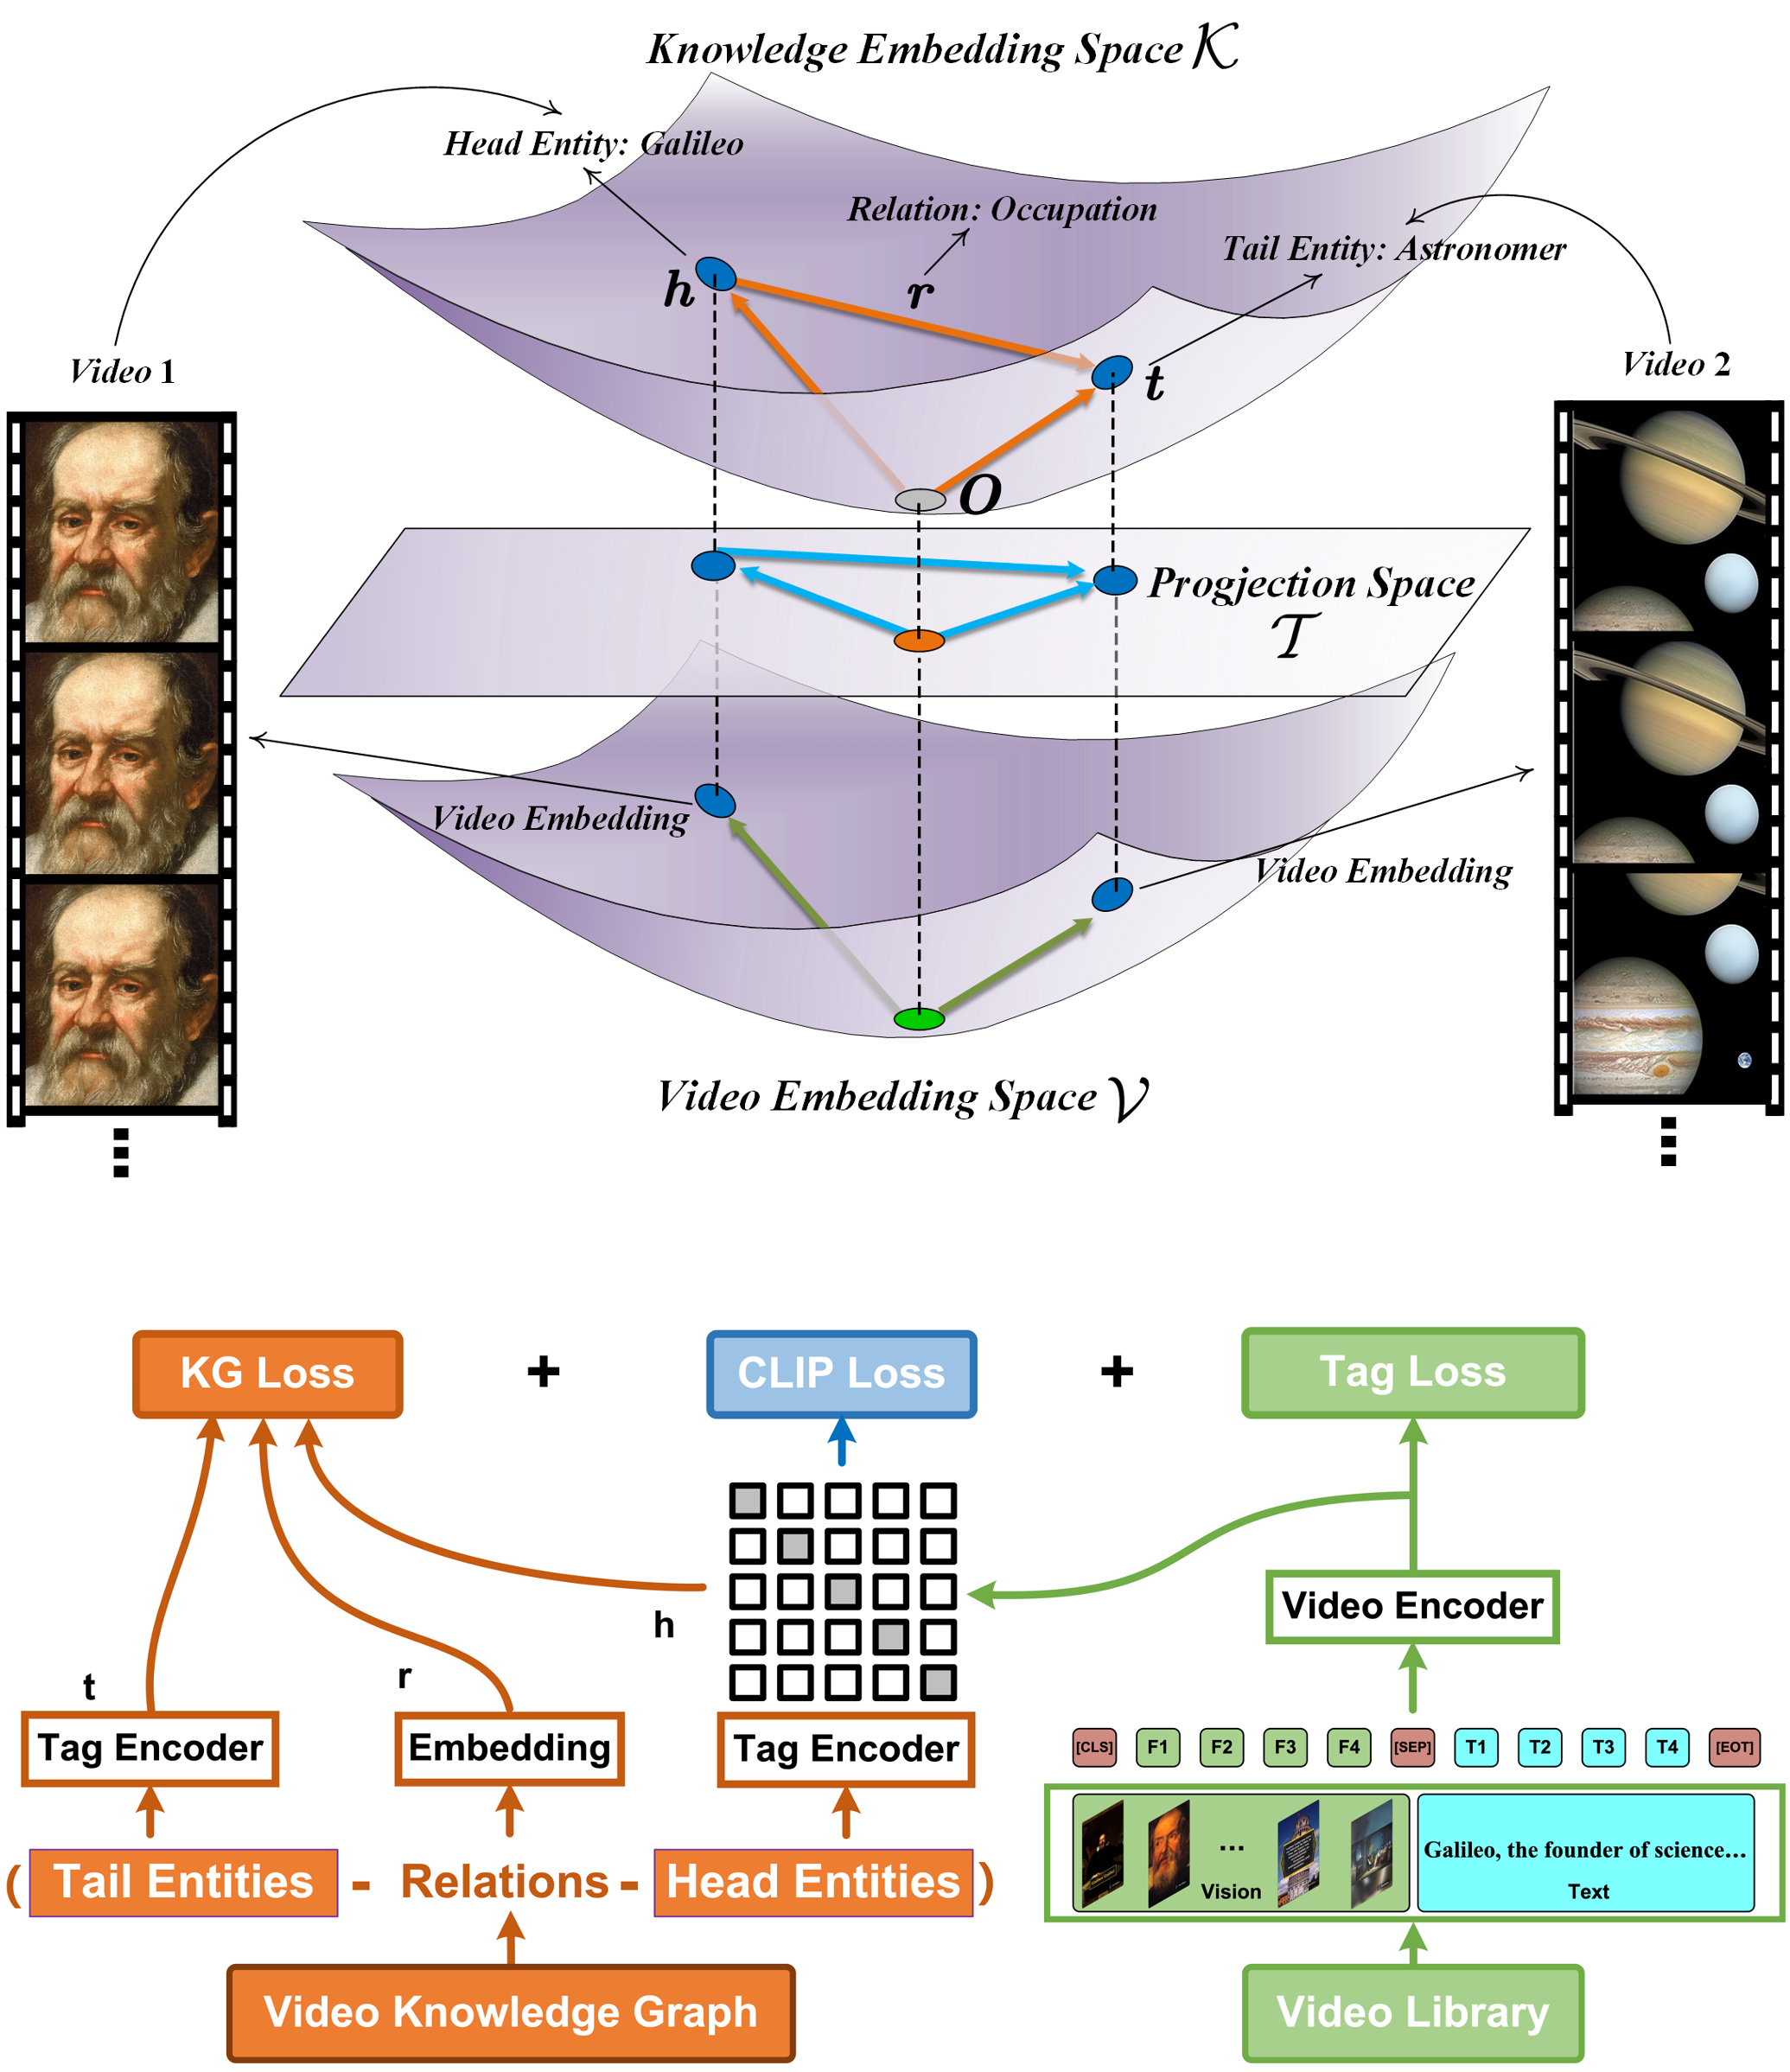 Knowledge Embedding Space 𝒦
Head Entity: Galileo
Relation: Occupation
Tail Entity: Astronomer
h
r
t
O
Video 1
Video 2
Progjection Space
𝒯
Video Embedding
Video Embedding
Video Embedding Space 𝒱
KG Loss + CLIP Loss + Tag Loss
h
t
r
Video Encoder
Tag Encoder
Embedding
Tag Encoder
[CLS] F1 F2 F3 F4 [SEP] T1 T2 T3 T4 [EOT]
... Vision
Galileo, the founder of science...
Text
( Tail Entities - Relations - Head Entities )
Video Knowledge Graph
Video Library